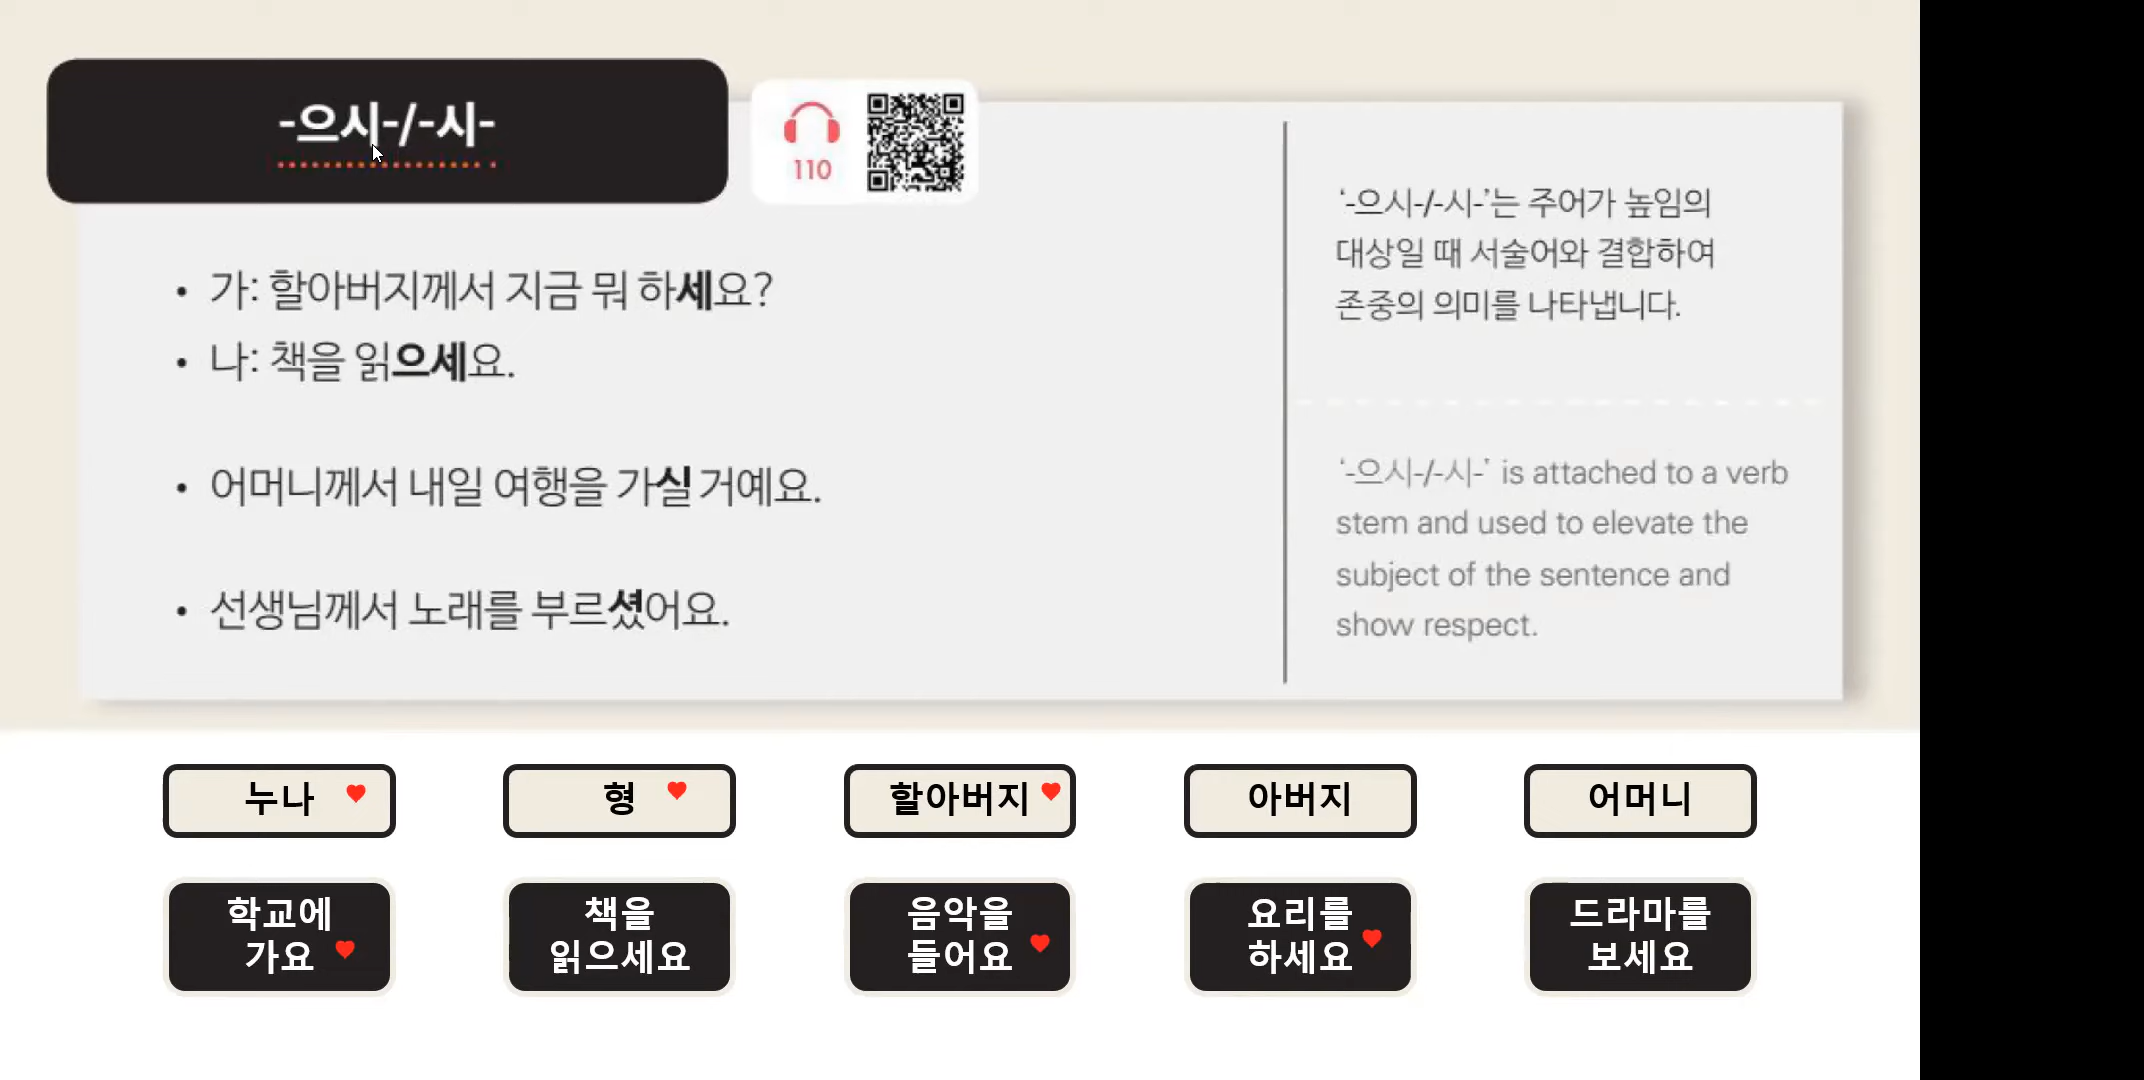 -으시-/-시-
110
• 가: 할아버지께서 지금 뭐 하세요?
• 나: 책을 읽으세요.
• 어머니께서 내일 여행을 가실 거예요.
• 선생님께서 노래를 부르셨어요.
‘-으시-/-시-’는 주어가 높임의
대상일 때 서술어와 결합하여
존중의 의미를 나타냅니다.
‘-으시-/-시-’ is attached to a verb
stem and used to elevate the
subject of the sentence and
show respect.
누나
형
할아버지
아버지
어머니
학교에
가요
책을
읽으세요
음악을
들어요
요리를
하세요
드라마를
보세요